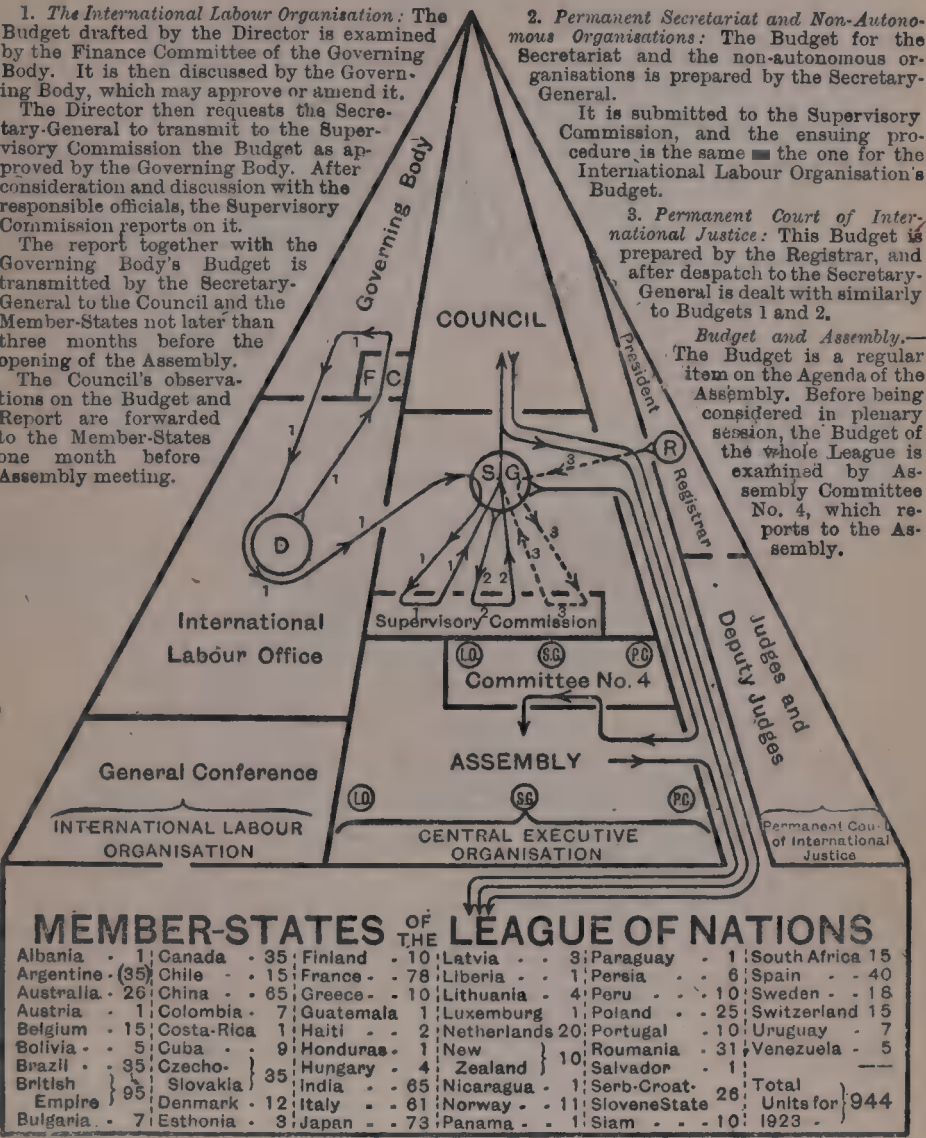 1. The International Labour Organisation: The
Budget drafted by the Director is examined
by the Finance Committee of the Governing
Body. It is then discussed by the Govern-
ing Body, which may approve or amend it.
The Director then requests the Secre-
tary-General to transmit to the Super-
visory Commission the Budget as ap-
proved by the Governing Body. After
consideration and discussion with the
responsible officials, the Supervisory
Commission reports on it.
The report together with the
Governing Body's Budget is
transmitted by the Secretary-
General to the Council and the
Member-States not later than
three months before the
opening of the Assembly.
The Council's observa-
tions on the Budget and
Report are forwarded
to the Member-States
one month before
Assembly meeting.
2. Permanent Secretariat and Non-Autono-
mous Organisations: The Budget for the
Secretariat and the non-autonomous or-
ganisations is prepared by the Secretary-
General.
It is submitted to the Supervisory
Commission, and the ensuing pro-
cedure is the same the one for the
International Labour Organisation's
Budget.
3. Permanent Court of Inter-
national Justice: This Budget is
prepared by the Registrar, and
after despatch to the Secretary-
General is dealt with similarly
to Budgets 1 and 2.
Budget and Assembly.—
The Budget is a regular
item on the Agenda of the
Assembly. Before being
considered in plenary
session, the Budget of
the whole League is
examined by As-
sembly Committee
No. 4, which re-
ports to the As-
sembly.
Governing Body
COUNCIL
President
1
F C
1
1
R
S.G
3
Registrar
1
D
1
1 1 2 2 3 3
1 2 3
Supervisory Commission
International
Labour Office
I.O. S.G. P.C.
Committee No. 4
Judges and
Deputy Judges
ASSEMBLY
General Conference
I.O. S.G. P.C.
INTERNATIONAL LABOUR
ORGANISATION
CENTRAL EXECUTIVE
ORGANISATION
Permanent Cou
of International
Justice
MEMBER-STATES OF THE LEAGUE OF NATIONS
Albania - 1
Argentine - (35)
Australia - 26
Austria - 1
Belgium - 15
Bolivia - - 5
Brazil - - 35
British
Empire } 95
Bulgaria - 7
Canada - 35
Chile - - 15
China - - 65
Colombia - 7
Costa-Rica 1
Cuba - - 9
Czecho-
Slovakia } 35
Denmark - 12
Esthonia - 3
Finland - 10
France - - 78
Greece - - 10
Guatemala 1
Haiti - - 2
Honduras - 1
Hungary - 4
India - - 65
Italy - - 61
Japan - - 73
Latvia - - 3
Liberia - - 1
Lithuania - 4
Luxemburg 1
Netherlands 20
New
Zealand } 10
Nicaragua - 1
Norway - - 11
Panama - - 1
Paraguay - 1
Persia - - 6
Peru - - - 10
Poland - - 25
Portugal - 10
Roumania - 31
Salvador - 1
Serb-Croat-
Slovene State 26
Siam - - - 10
South Africa 15
Spain - - 40
Sweden - - 18
Switzerland 15
Uruguay - 7
Venezuela - 5
Total
Units for } 944
1923 -